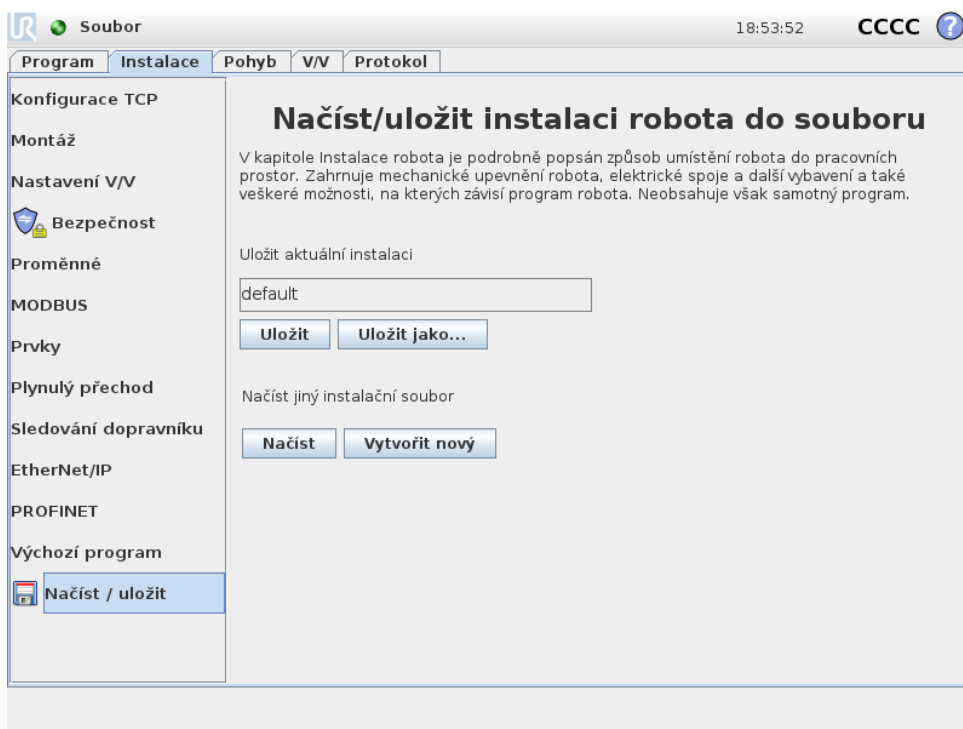 UR Soubor 18:53:52 CCCC ?
Program Instalace Pohyb V/V Protokol
Konfigurace TCP
Montáž
Nastavení V/V
Bezpečnost
Proměnné
MODBUS
Prvky
Plynulý přechod
Sledování dopravníku
EtherNet/IP
PROFINET
Výchozí program
Načíst / uložit
Načíst/uložit instalaci robota do souboru
V kapitole Instalace robota je podrobně popsán způsob umístění robota do pracovních
prostor. Zahrnuje mechanické upevnění robota, elektrické spoje a další vybavení a také
veškeré možnosti, na kterých závisí program robota. Neobsahuje však samotný program.
Uložit aktuální instalaci
default
Uložit Uložit jako...
Načíst jiný instalační soubor
Načíst Vytvořit nový